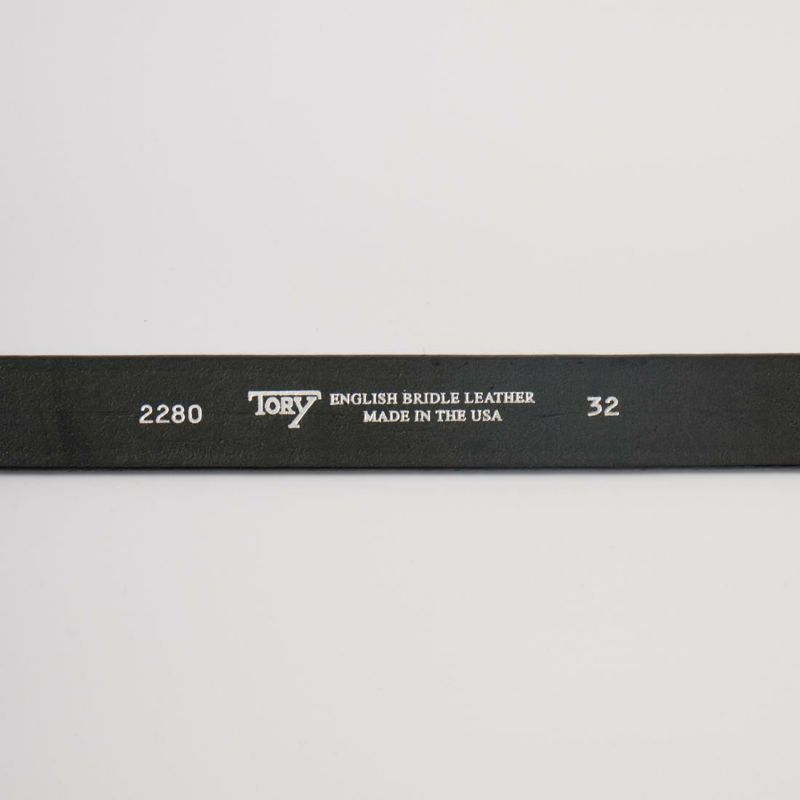 2280 TORY ENGLISH BRIDLE LEATHER 32
MADE IN THE USA